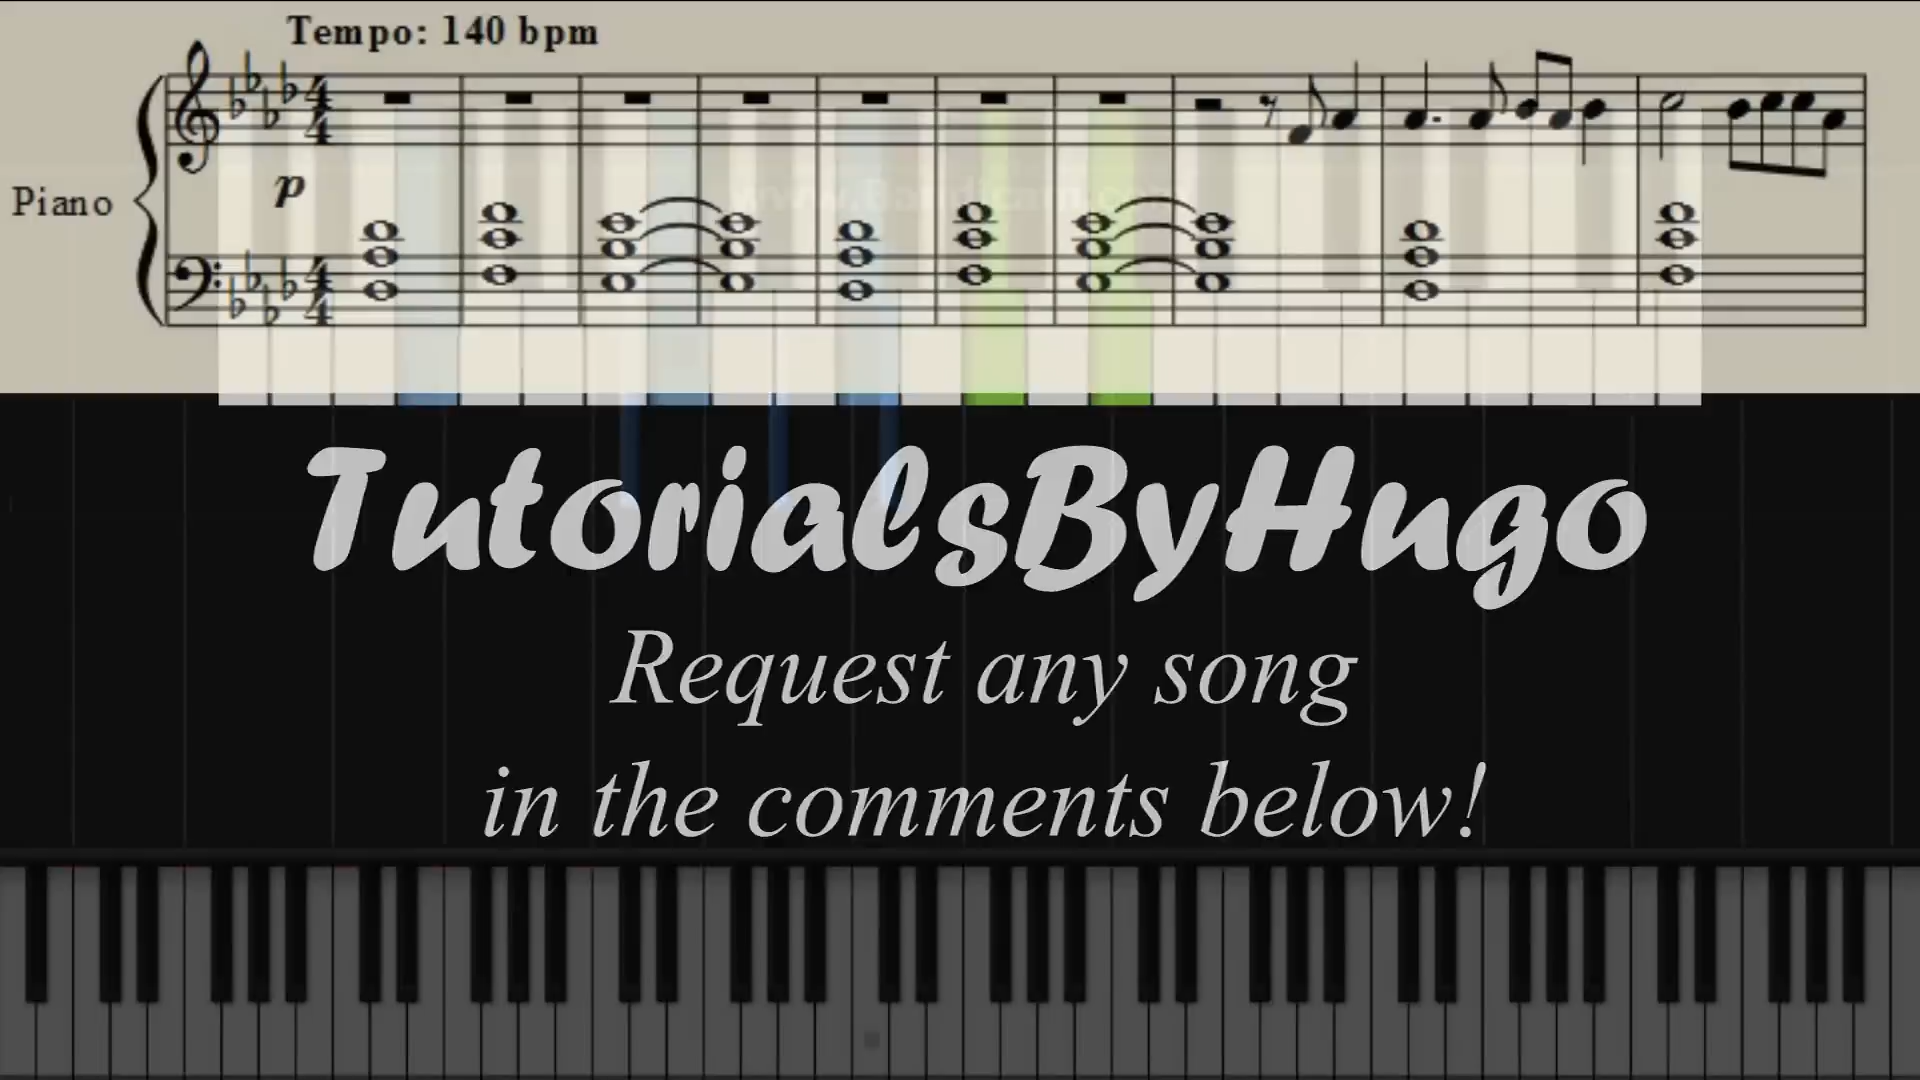 Tempo: 140 bpm
Piano
p
TutorialsByHugo
Request any song
in the comments below!